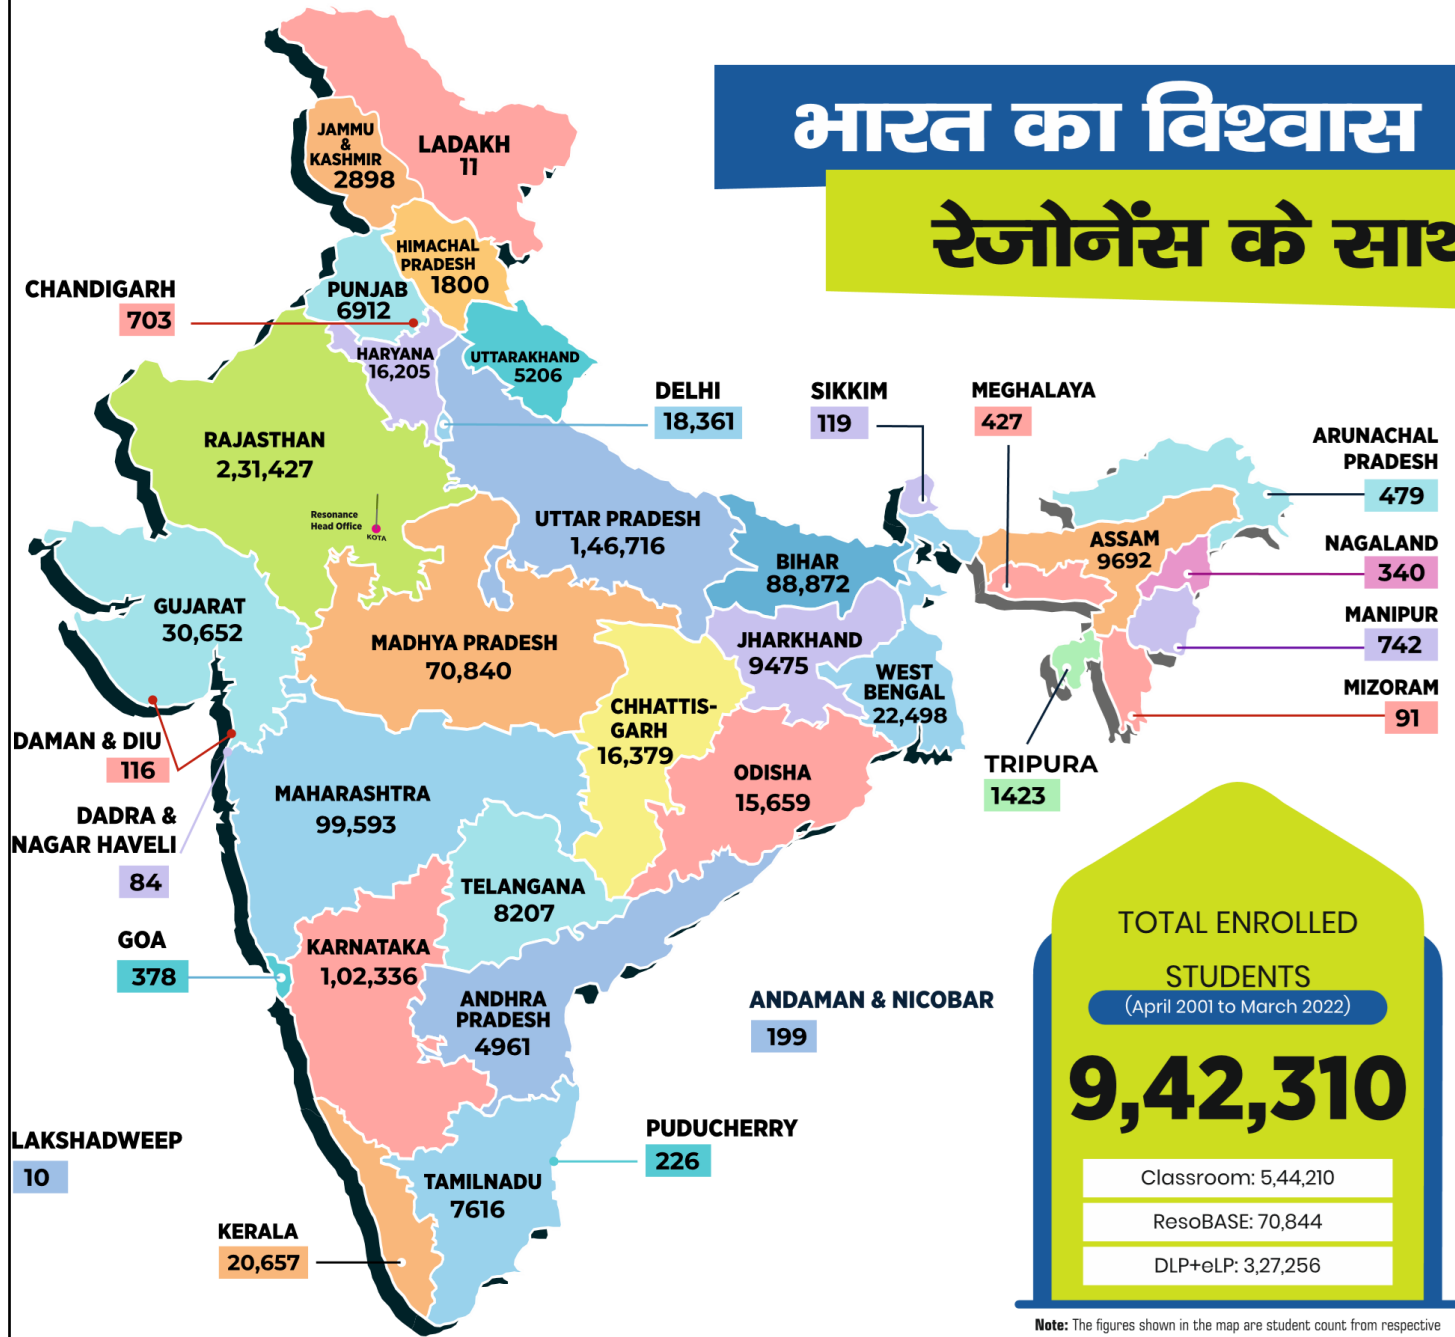 भारत का विश्वास
रेजोनेंस के
JAMMU
&
KASHMIR
2898
LADAKH
11
HIMACHAL
PRADESH
1800
PUNJAB
6912
CHANDIGARH
703
HARYANA
16,205
UTTARAKHAND
5206
DELHI
18,361
SIKKIM
119
MEGHALAYA
427
ARUNACHAL
PRADESH
479
RAJASTHAN
2,31,427
Resonance
Head Office
KOTA
UTTAR PRADESH
1,46,716
BIHAR
88,872
ASSAM
9692
NAGALAND
340
MANIPUR
742
MIZORAM
91
TRIPURA
1423
GUJARAT
30,652
MADHYA PRADESH
70,840
JHARKHAND
9475
WEST
BENGAL
22,498
CHHATTIS-
GARH
16,379
ODISHA
15,659
DAMAN & DIU
116
DADRA &
NAGAR HAVELI
84
MAHARASHTRA
99,593
TELANGANA
8207
GOA
378
KARNATAKA
1,02,336
ANDHRA
PRADESH
4961
ANDAMAN & NICOBAR
199
LAKSHADWEEP
10
PUDUCHERRY
226
TAMILNADU
7616
KERALA
20,657
TOTAL ENROLLED
STUDENTS
(April 2001 to March 2022)
9,42,310
Classroom: 5,44,210
ResoBASE: 70,844
DLP+eLP: 3,27,256
Note: The figures shown in the map are student count from respective